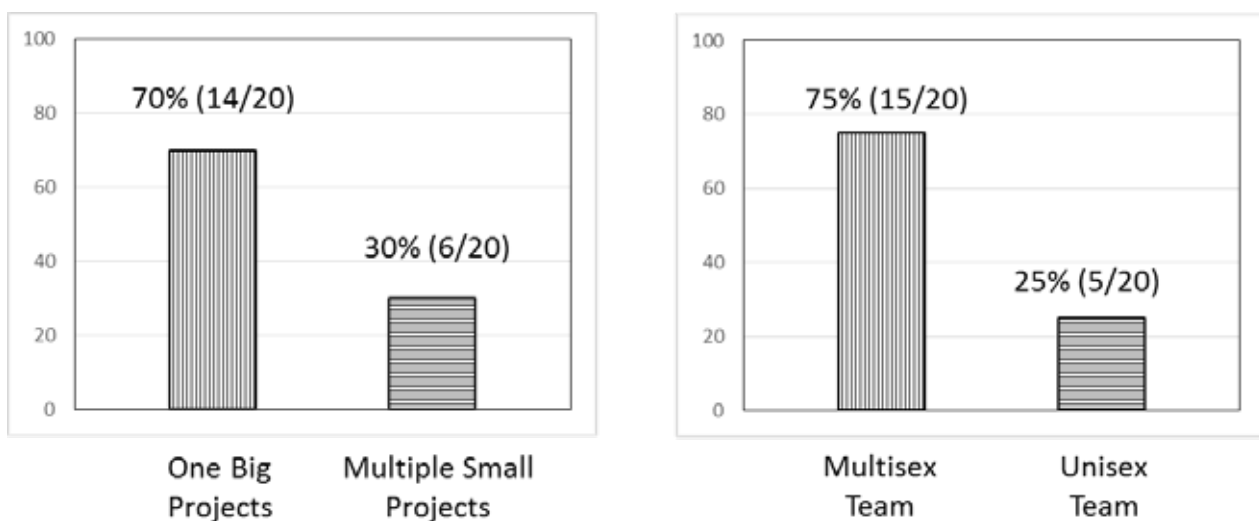 100
80
60
40
20
0
70% (14/20)
30% (6/20)
One Big
Projects
Multiple Small
Projects
100
80
60
40
20
0
75% (15/20)
25% (5/20)
Multisex
Team
Unisex
Team